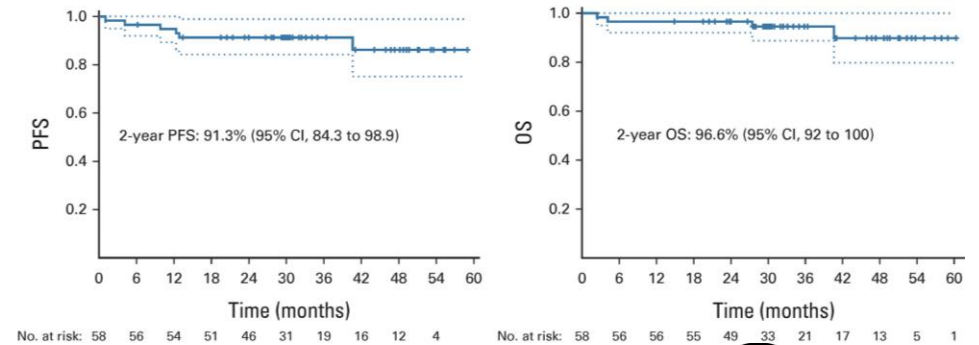 PFS
1.0
0.8
0.6
0.4
0.2
2-year PFS: 91.3% (95% CI, 84.3 to 98.9)
0 6 12 18 24 30 36 42 48 54 60
Time (months)
No. at risk: 58 56 54 51 46 31 19 16 12 4
OS
1.0
0.8
0.6
0.4
0.2
2-year OS: 96.6% (95% CI, 92 to 100)
0 6 12 18 24 30 36 42 48 54 60
Time (months)
No. at risk: 58 56 56 55 49 33 21 17 13 5 1